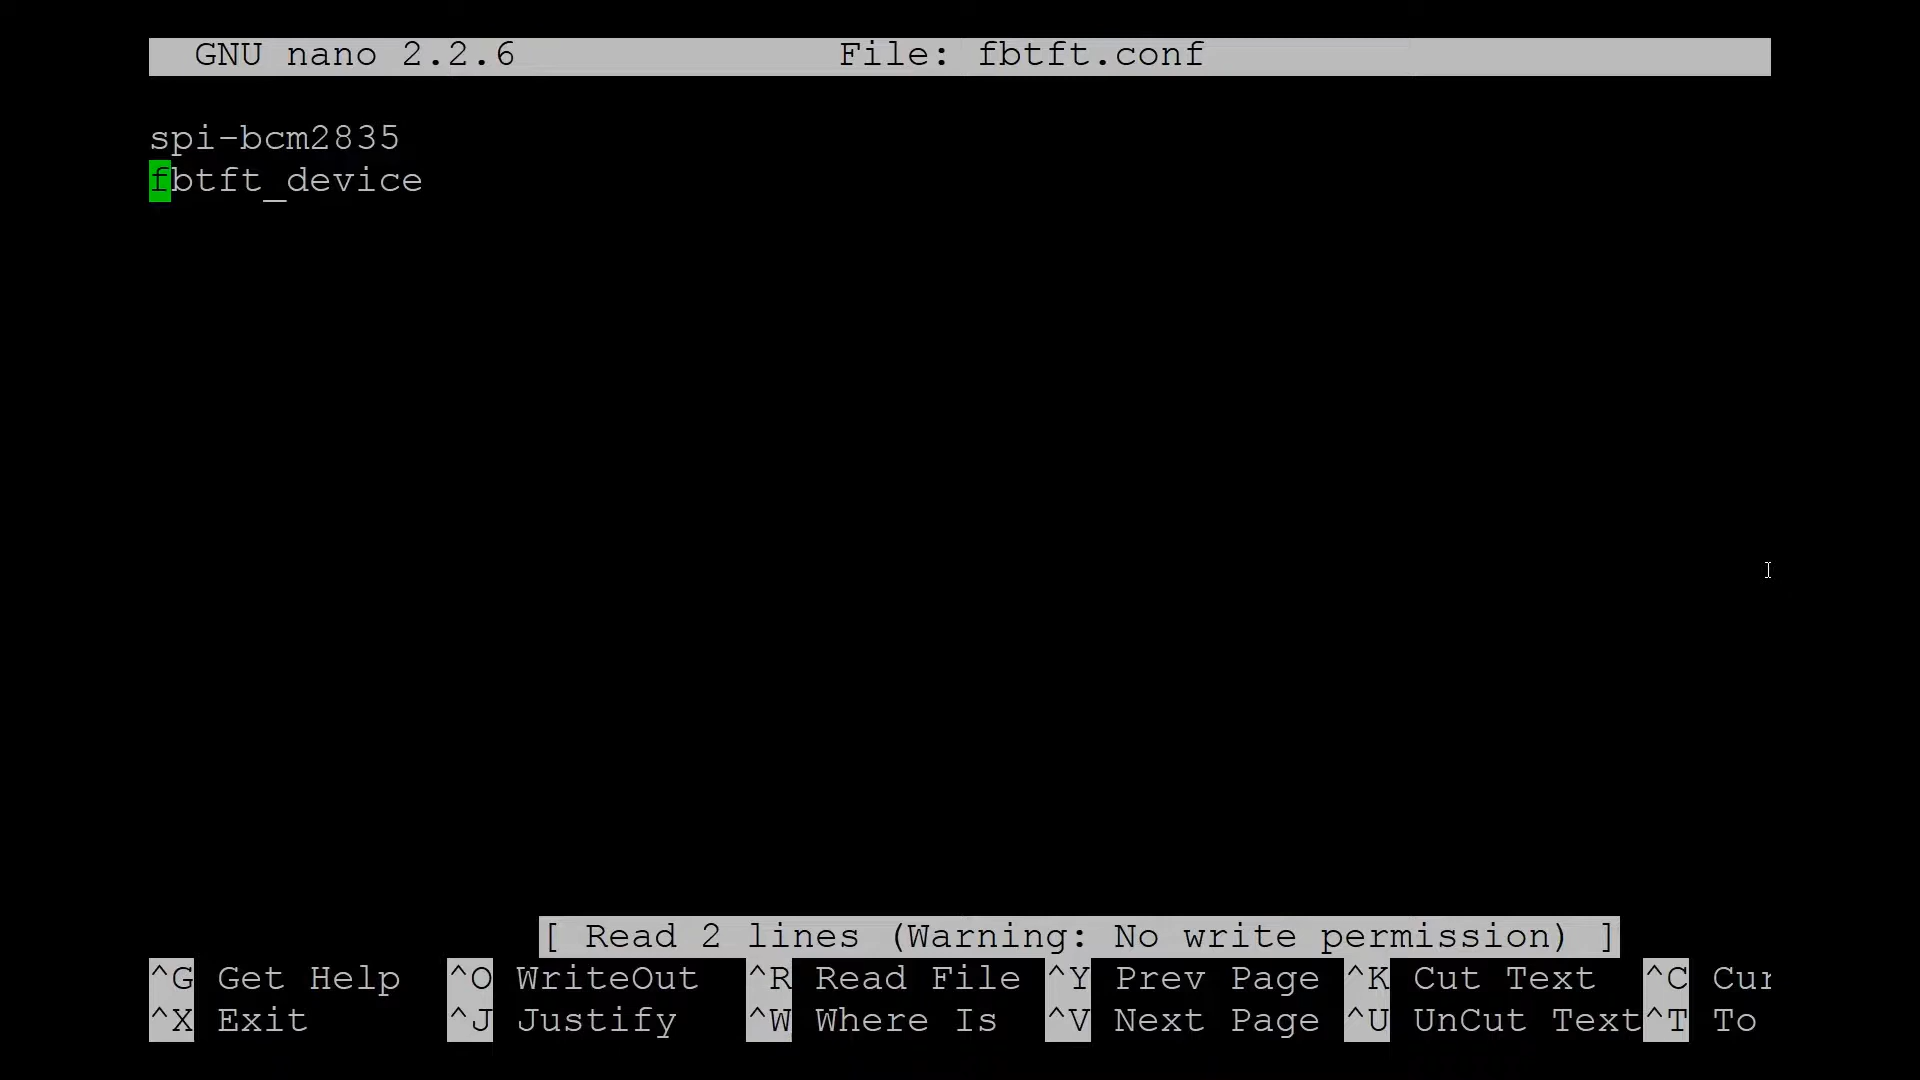 GNU nano 2.2.6 File: fbtft.conf
spi-bcm2835
fbtft_device
[ Read 2 lines (Warning: No write permission) ]
^G Get Help ^O WriteOut ^R Read File ^Y Prev Page ^K Cut Text ^C Cur
^X Exit ^J Justify ^W Where Is ^V Next Page ^U UnCut Text^T To